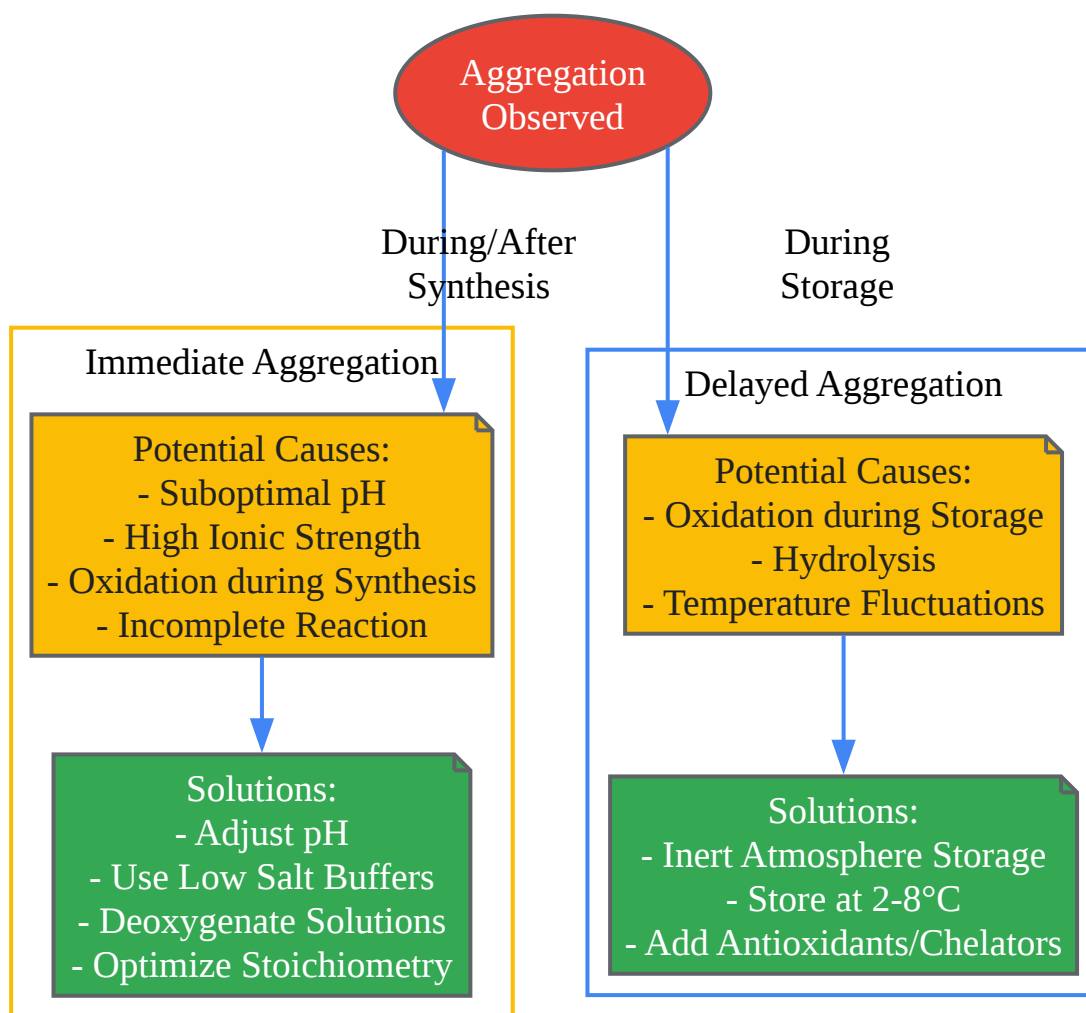 Aggregation
Observed
During/After
Synthesis
During
Storage
Immediate Aggregation
Potential Causes:
- Suboptimal pH
- High Ionic Strength
- Oxidation during Synthesis
- Incomplete Reaction
Solutions:
- Adjust pH
- Use Low Salt Buffers
- Deoxygenate Solutions
- Optimize Stoichiometry
Delayed Aggregation
Potential Causes:
- Oxidation during Storage
- Hydrolysis
- Temperature Fluctuations
Solutions:
- Inert Atmosphere Storage
- Store at 2-8°C
- Add Antioxidants/Chelators